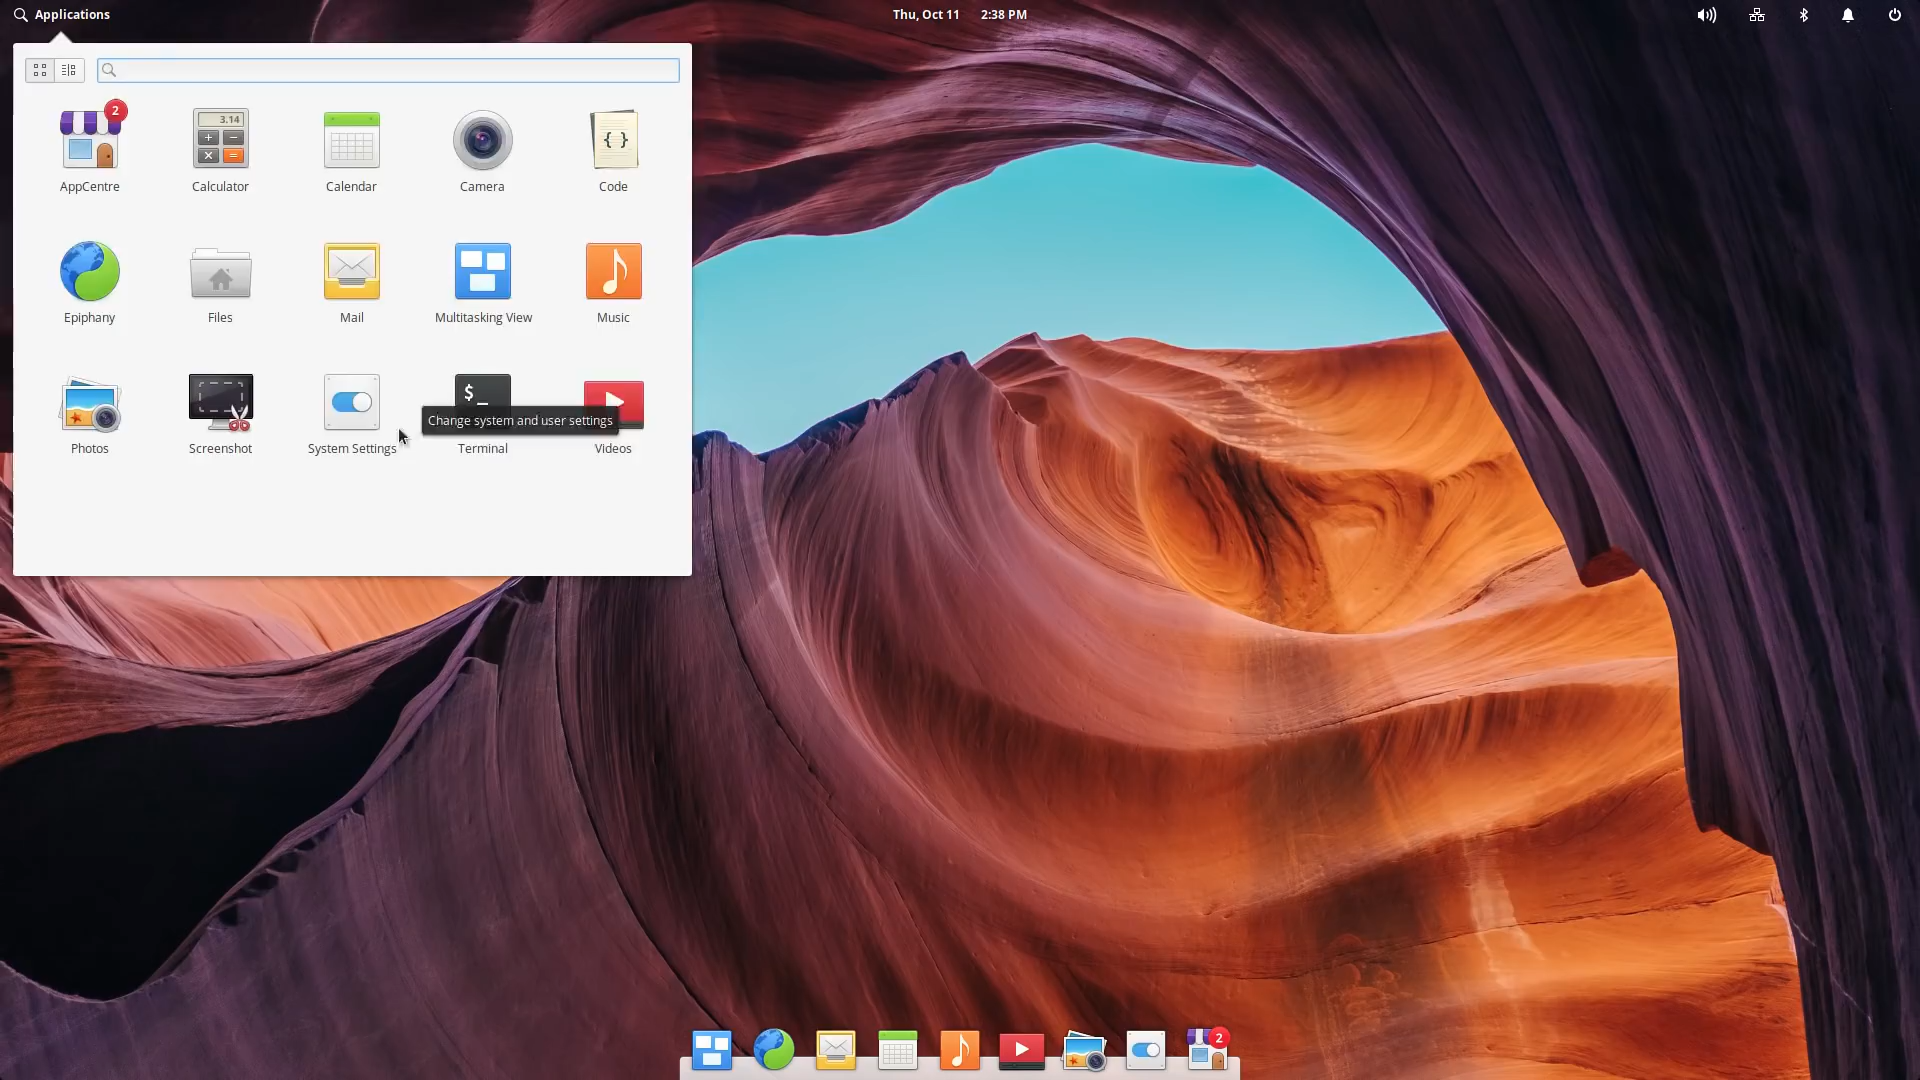 Applications
Thu, Oct 11 2:38 PM
2
3.14
{ }
AppCentre
Calculator
Calendar
Camera
Code
Epiphany
Files
Mail
Multitasking View
Music
$_
Change system and user settings
Photos
Screenshot
System Settings
Terminal
Videos
2